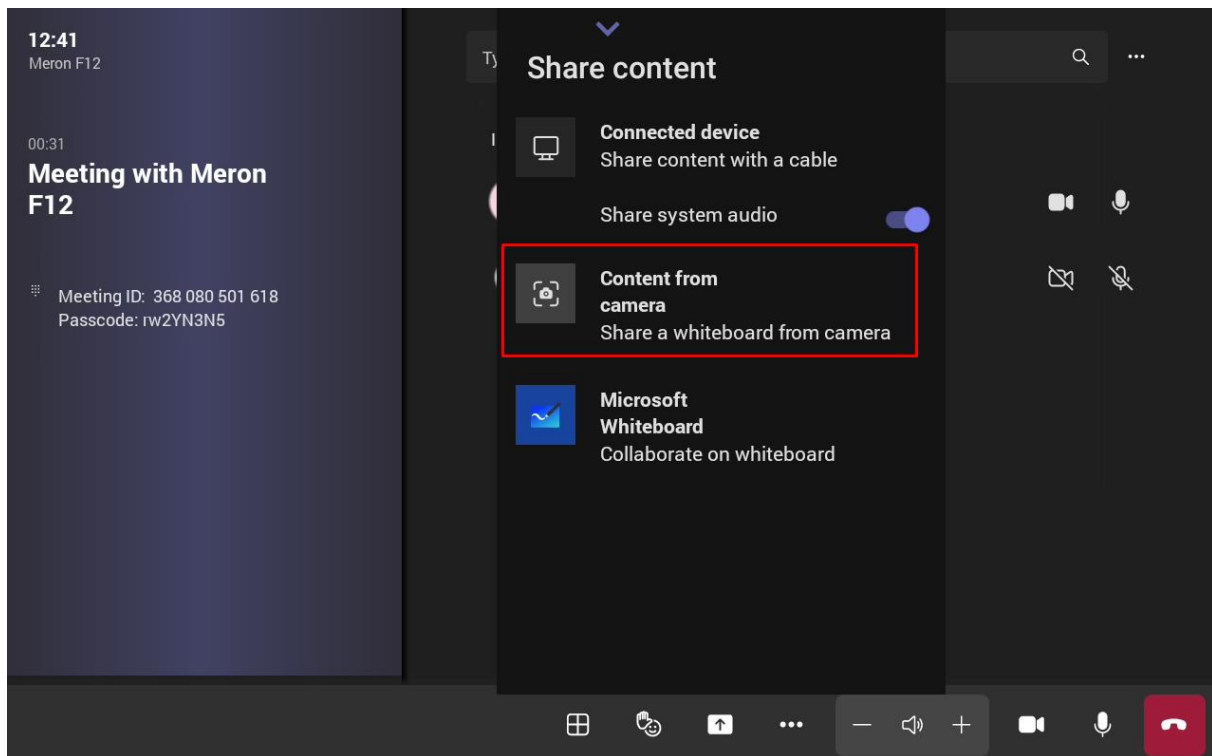 12:41
Meron F12
00:31
Meeting with Meron
F12
Meeting ID: 368 080 501 618
Passcode: rw2YN3N5
Ty
Share content
Connected device
Share content with a cable
Share system audio
Content from
camera
Share a whiteboard from camera
Microsoft
Whiteboard
Collaborate on whiteboard